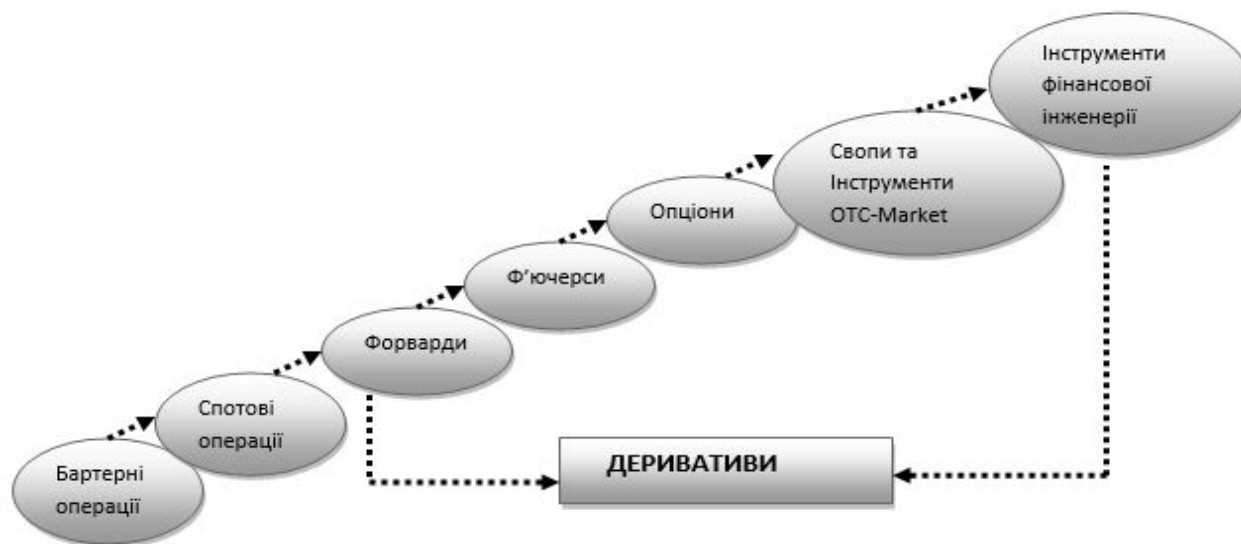 Інструменти
фінансової
інженерії
Свопи та
Інструменти
OTC-Market
Опціони
Ф'ючерси
Форварди
Спотові
операції
Бартерні
операції
ДЕРИВАТИВИ